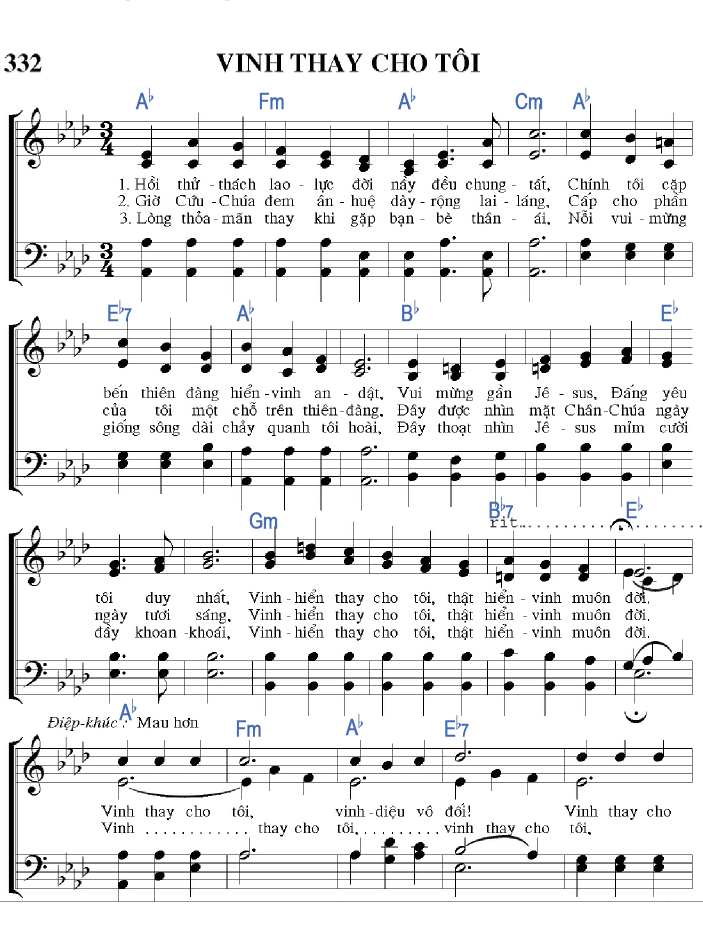 332 VINH THAY CHO TÔI
A♭ Fm A♭ Cm A♭
3/4
1. Hồi thử-thách lao-lực đời nầy đều chung-tất, Chính tôi cặp
2. Giờ Cứu-Chúa đem ân-huệ dày-rộng lai-láng, Cấp cho phần
3. Lòng thỏa-mãn thay khi gặp bạn-bè thân-ái, Nỗi vui-mừng
3/4
E♭7 A♭ B♭ E♭
bến thiên đàng hiển-vinh an-dật, Vui mừng gần Jê-sus, Đấng yêu
của tôi một chỗ trên thiên-đàng, Đầy được nhìn mặt Chân-Chúa ngày
giống sông dài chảy quanh tôi hoài, Đầy thoạt nhìn Jê-sus mỉm cười
Gm B♭7 E♭
rit.
tôi duy nhất, Vinh-hiển thay cho tôi, thật hiển-vinh muôn đời.
ngày tươi sáng, Vinh-hiển thay cho tôi, thật hiển-vinh muôn đời.
đầy khoan-khoái, Vinh-hiển thay cho tôi, thật hiển-vinh muôn đời.
Điệp-khúc : Mau hơn
A♭ Fm A♭ E♭7
Vinh thay cho tôi, vinh-diệu vô đối! Vinh thay cho
Vinh ............ thay cho tôi, ......... vinh thay cho tôi,